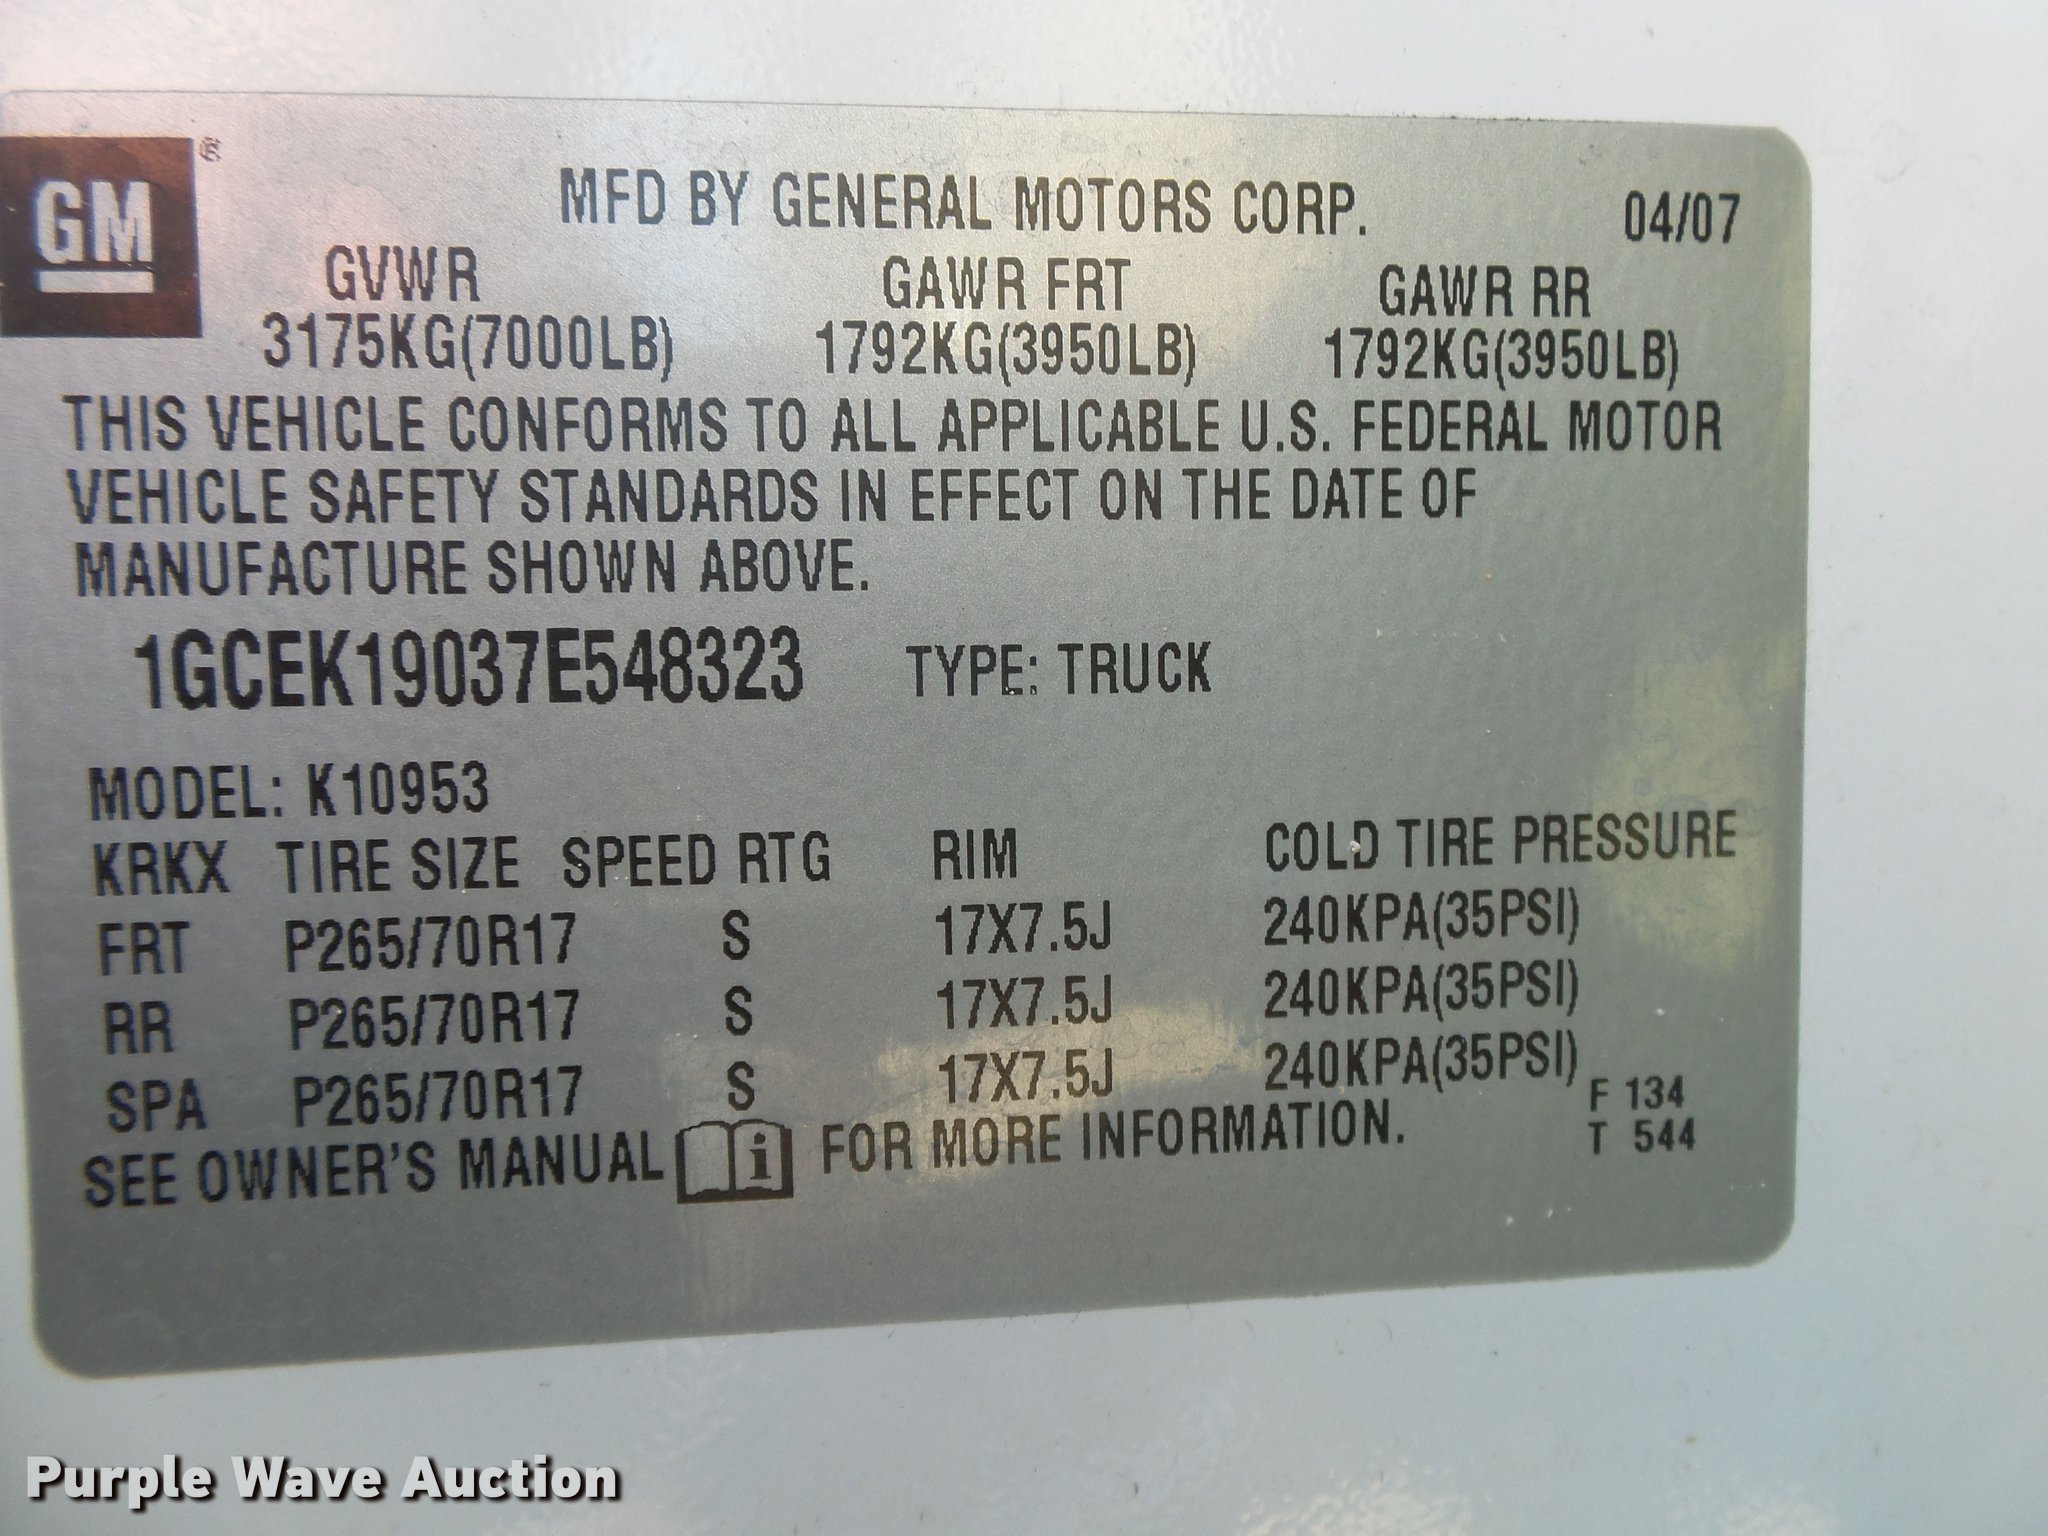 GM®
MFD BY GENERAL MOTORS CORP. 04/07
GVWR GAWR FRT GAWR RR
3175KG(7000LB) 1792KG(3950LB) 1792KG(3950LB)
THIS VEHICLE CONFORMS TO ALL APPLICABLE U.S. FEDERAL MOTOR
VEHICLE SAFETY STANDARDS IN EFFECT ON THE DATE OF
MANUFACTURE SHOWN ABOVE.
1GCEK19037E548323 TYPE: TRUCK
MODEL: K10953
KRKX TIRE SIZE SPEED RTG RIM COLD TIRE PRESSURE
FRT P265/70R17 S 17X7.5J 240KPA(35PSI)
RR P265/70R17 S 17X7.5J 240KPA(35PSI)
SPA P265/70R17 S 17X7.5J 240KPA(35PSI)
F 134
SEE OWNER'S MANUAL i FOR MORE INFORMATION. T 544
Purple Wave Auction